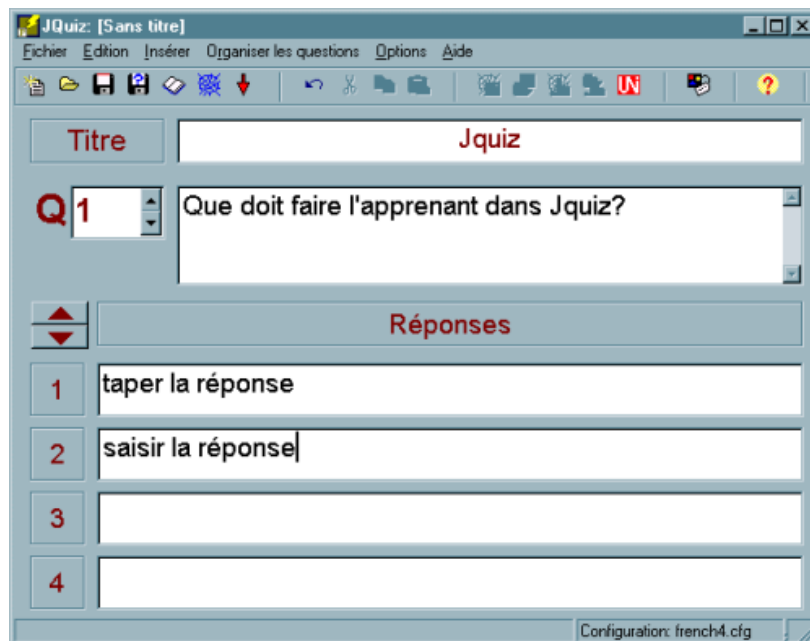 JQuiz: [Sans titre]
Fichier Edition Insérer Organiser les questions Options Aide
UN ?
Titre Jquiz
Q 1 Que doit faire l'apprenant dans Jquiz?
Réponses
1 taper la réponse
2 saisir la réponse
3
4
Configuration: french4.cfg